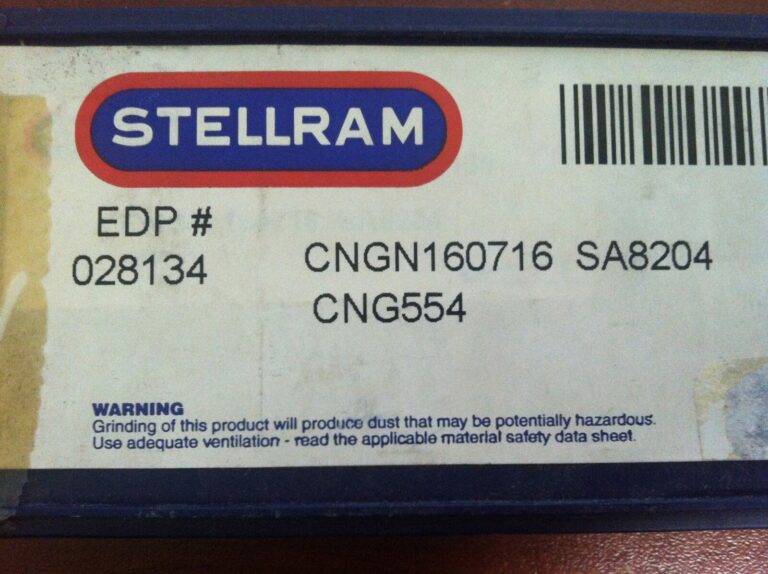 STELLRAM
EDP #
028134
CNGN160716 SA8204
CNG554
WARNING
Grinding of this product will produce dust that may be potentially hazardous.
Use adequate ventilation - read the applicable material safety data sheet.